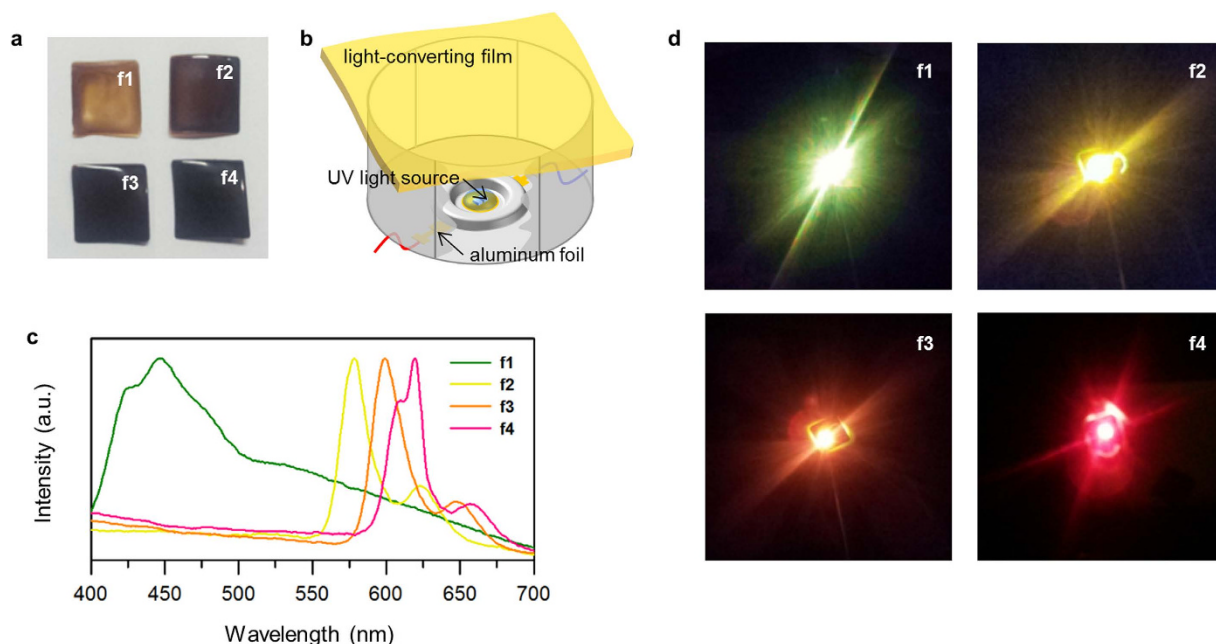 a
f1
f2
f3
f4
b
light-converting film
UV light source
aluminum foil
c
f1
f2
f3
f4
Intensity (a.u.)
400 450 500 550 600 650 700
Wavelength (nm)
d
f1
f2
f3
f4